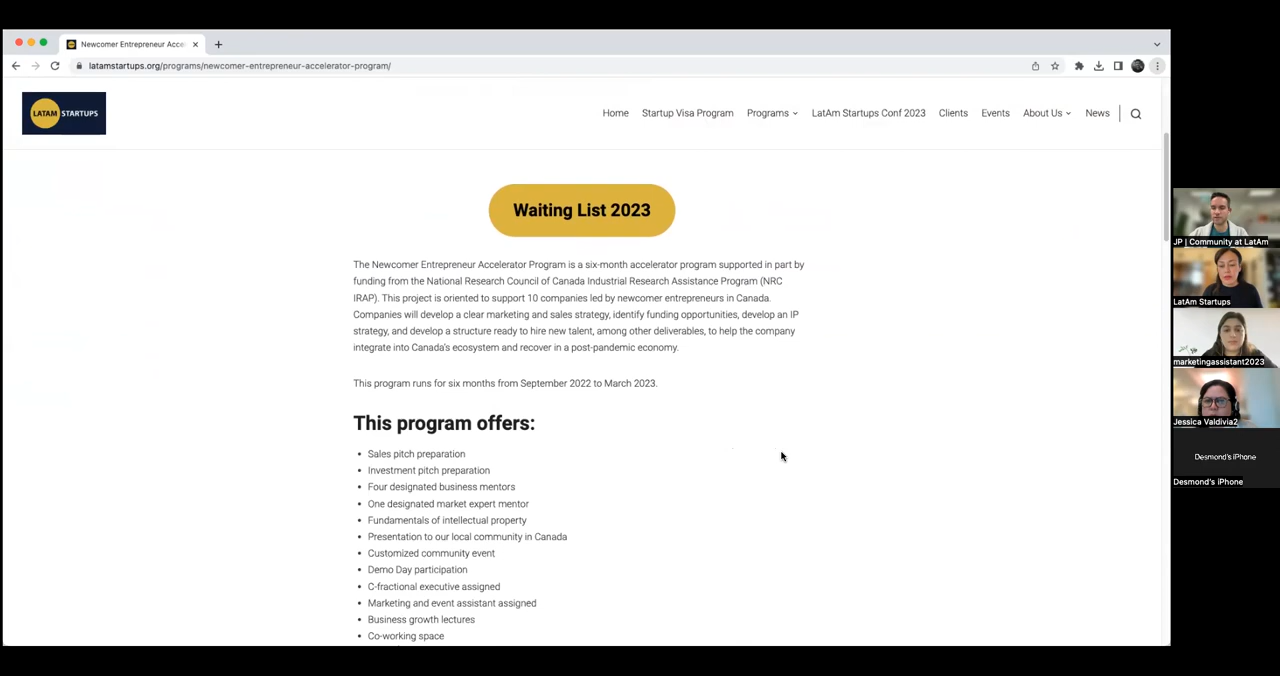 Newcomer Entrepreneur Acce
latamstartups.org/programs/newcomer-entrepreneur-accelerator-program/
LATAM STARTUPS
Home
Startup Visa Program
Programs
LatAm Startups Conf 2023
Clients
Events
About Us
News
Waiting List 2023
The Newcomer Entrepreneur Accelerator Program is a six-month accelerator program supported in part by
funding from the National Research Council of Canada Industrial Research Assistance Program (NRC
IRAP). This project is oriented to support 10 companies led by newcomer entrepreneurs in Canada.
Companies will develop a clear marketing and sales strategy, identify funding opportunities, develop an IP
strategy, and develop a structure ready to hire new talent, among other deliverables, to help the company
integrate into Canada's ecosystem and recover in a post-pandemic economy.
This program runs for six months from September 2022 to March 2023.
This program offers:
• Sales pitch preparation
• Investment pitch preparation
• Four designated business mentors
• One designated market expert mentor
• Fundamentals of intellectual property
• Presentation to our local community in Canada
• Customized community event
• Demo Day participation
• C-fractional executive assigned
• Marketing and event assistant assigned
• Business growth lectures
• Co-working space
JP | Community at LatAm
LatAm Startups
marketingassistant2023
Jessica Valdivia2
Desmond's iPhone
Desmond's iPhone